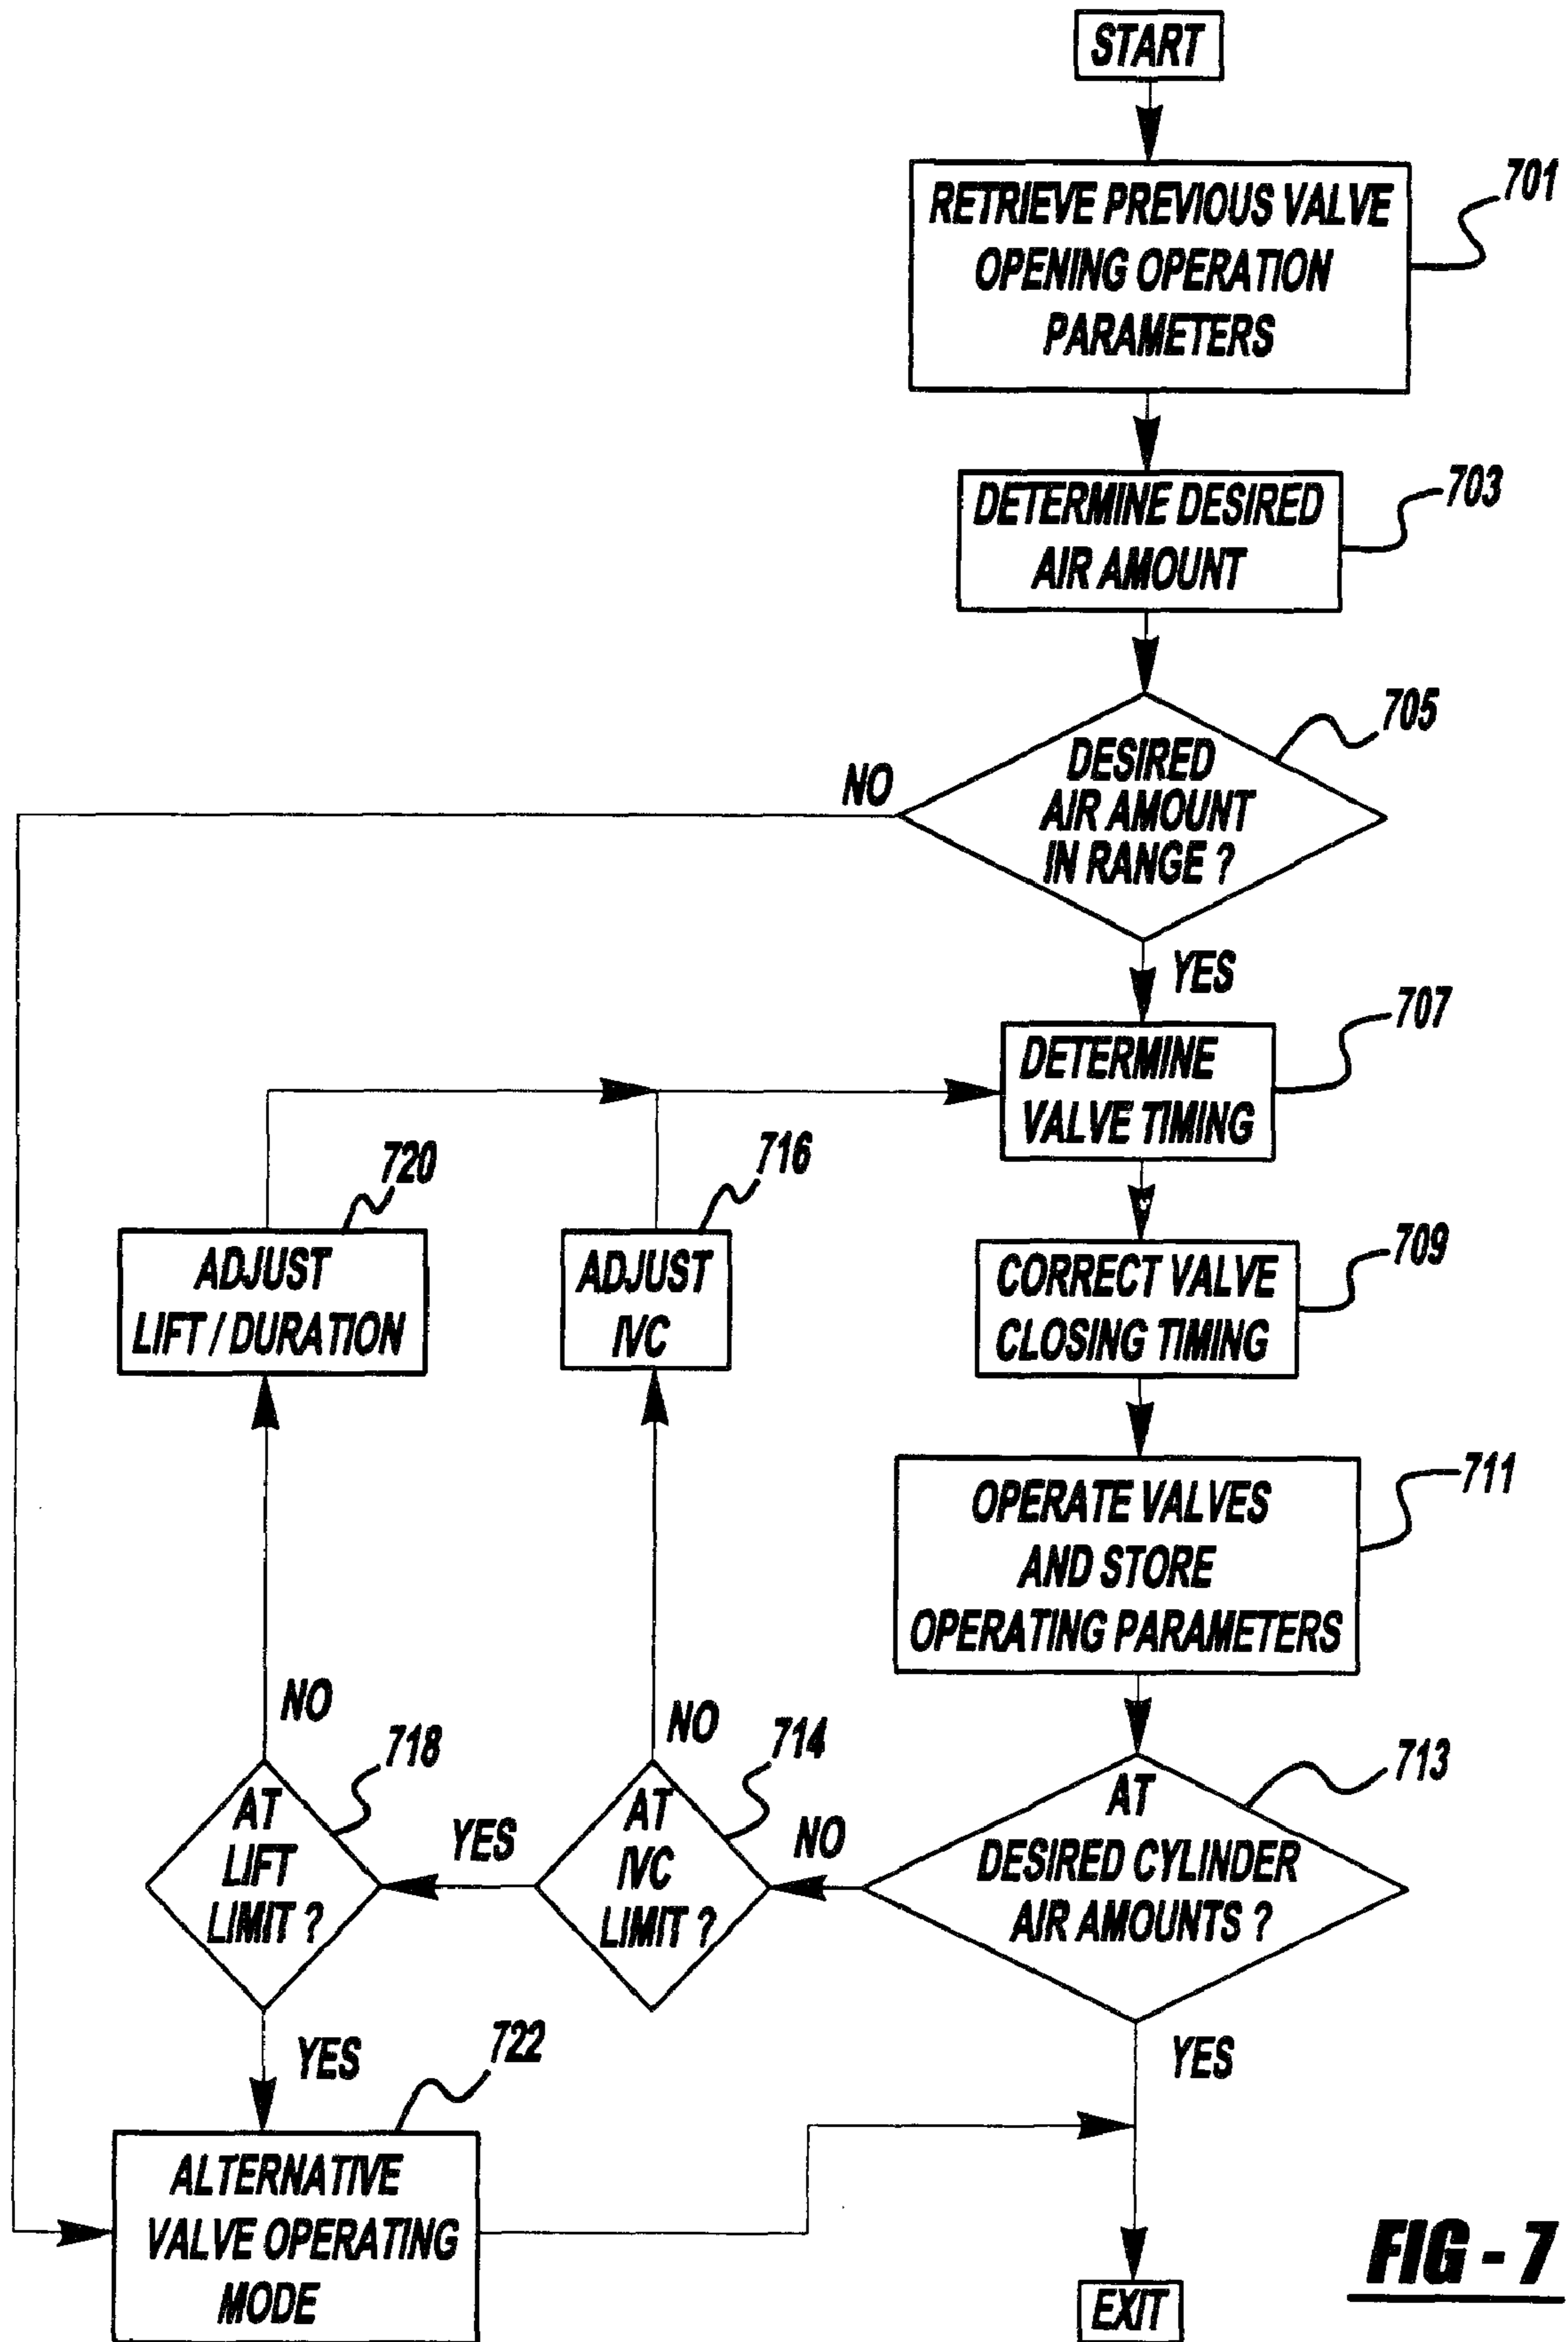 START
RETRIEVE PREVIOUS VALVE
OPENING OPERATION
PARAMETERS
701
DETERMINE DESIRED
AIR AMOUNT
703
DESIRED
AIR AMOUNT
IN RANGE ?
705
NO
YES
DETERMINE
VALVE TIMING
707
720
716
ADJUST
LIFT / DURATION
ADJUST
IVC
CORRECT VALVE
CLOSING TIMING
709
OPERATE VALVES
AND STORE
OPERATING PARAMETERS
711
NO
718
NO
714
713
AT
LIFT
LIMIT ?
YES
AT
IVC
LIMIT ?
NO
AT
DESIRED CYLINDER
AIR AMOUNTS ?
YES
722
YES
ALTERNATIVE
VALVE OPERATING
MODE
EXIT
FIG - 7